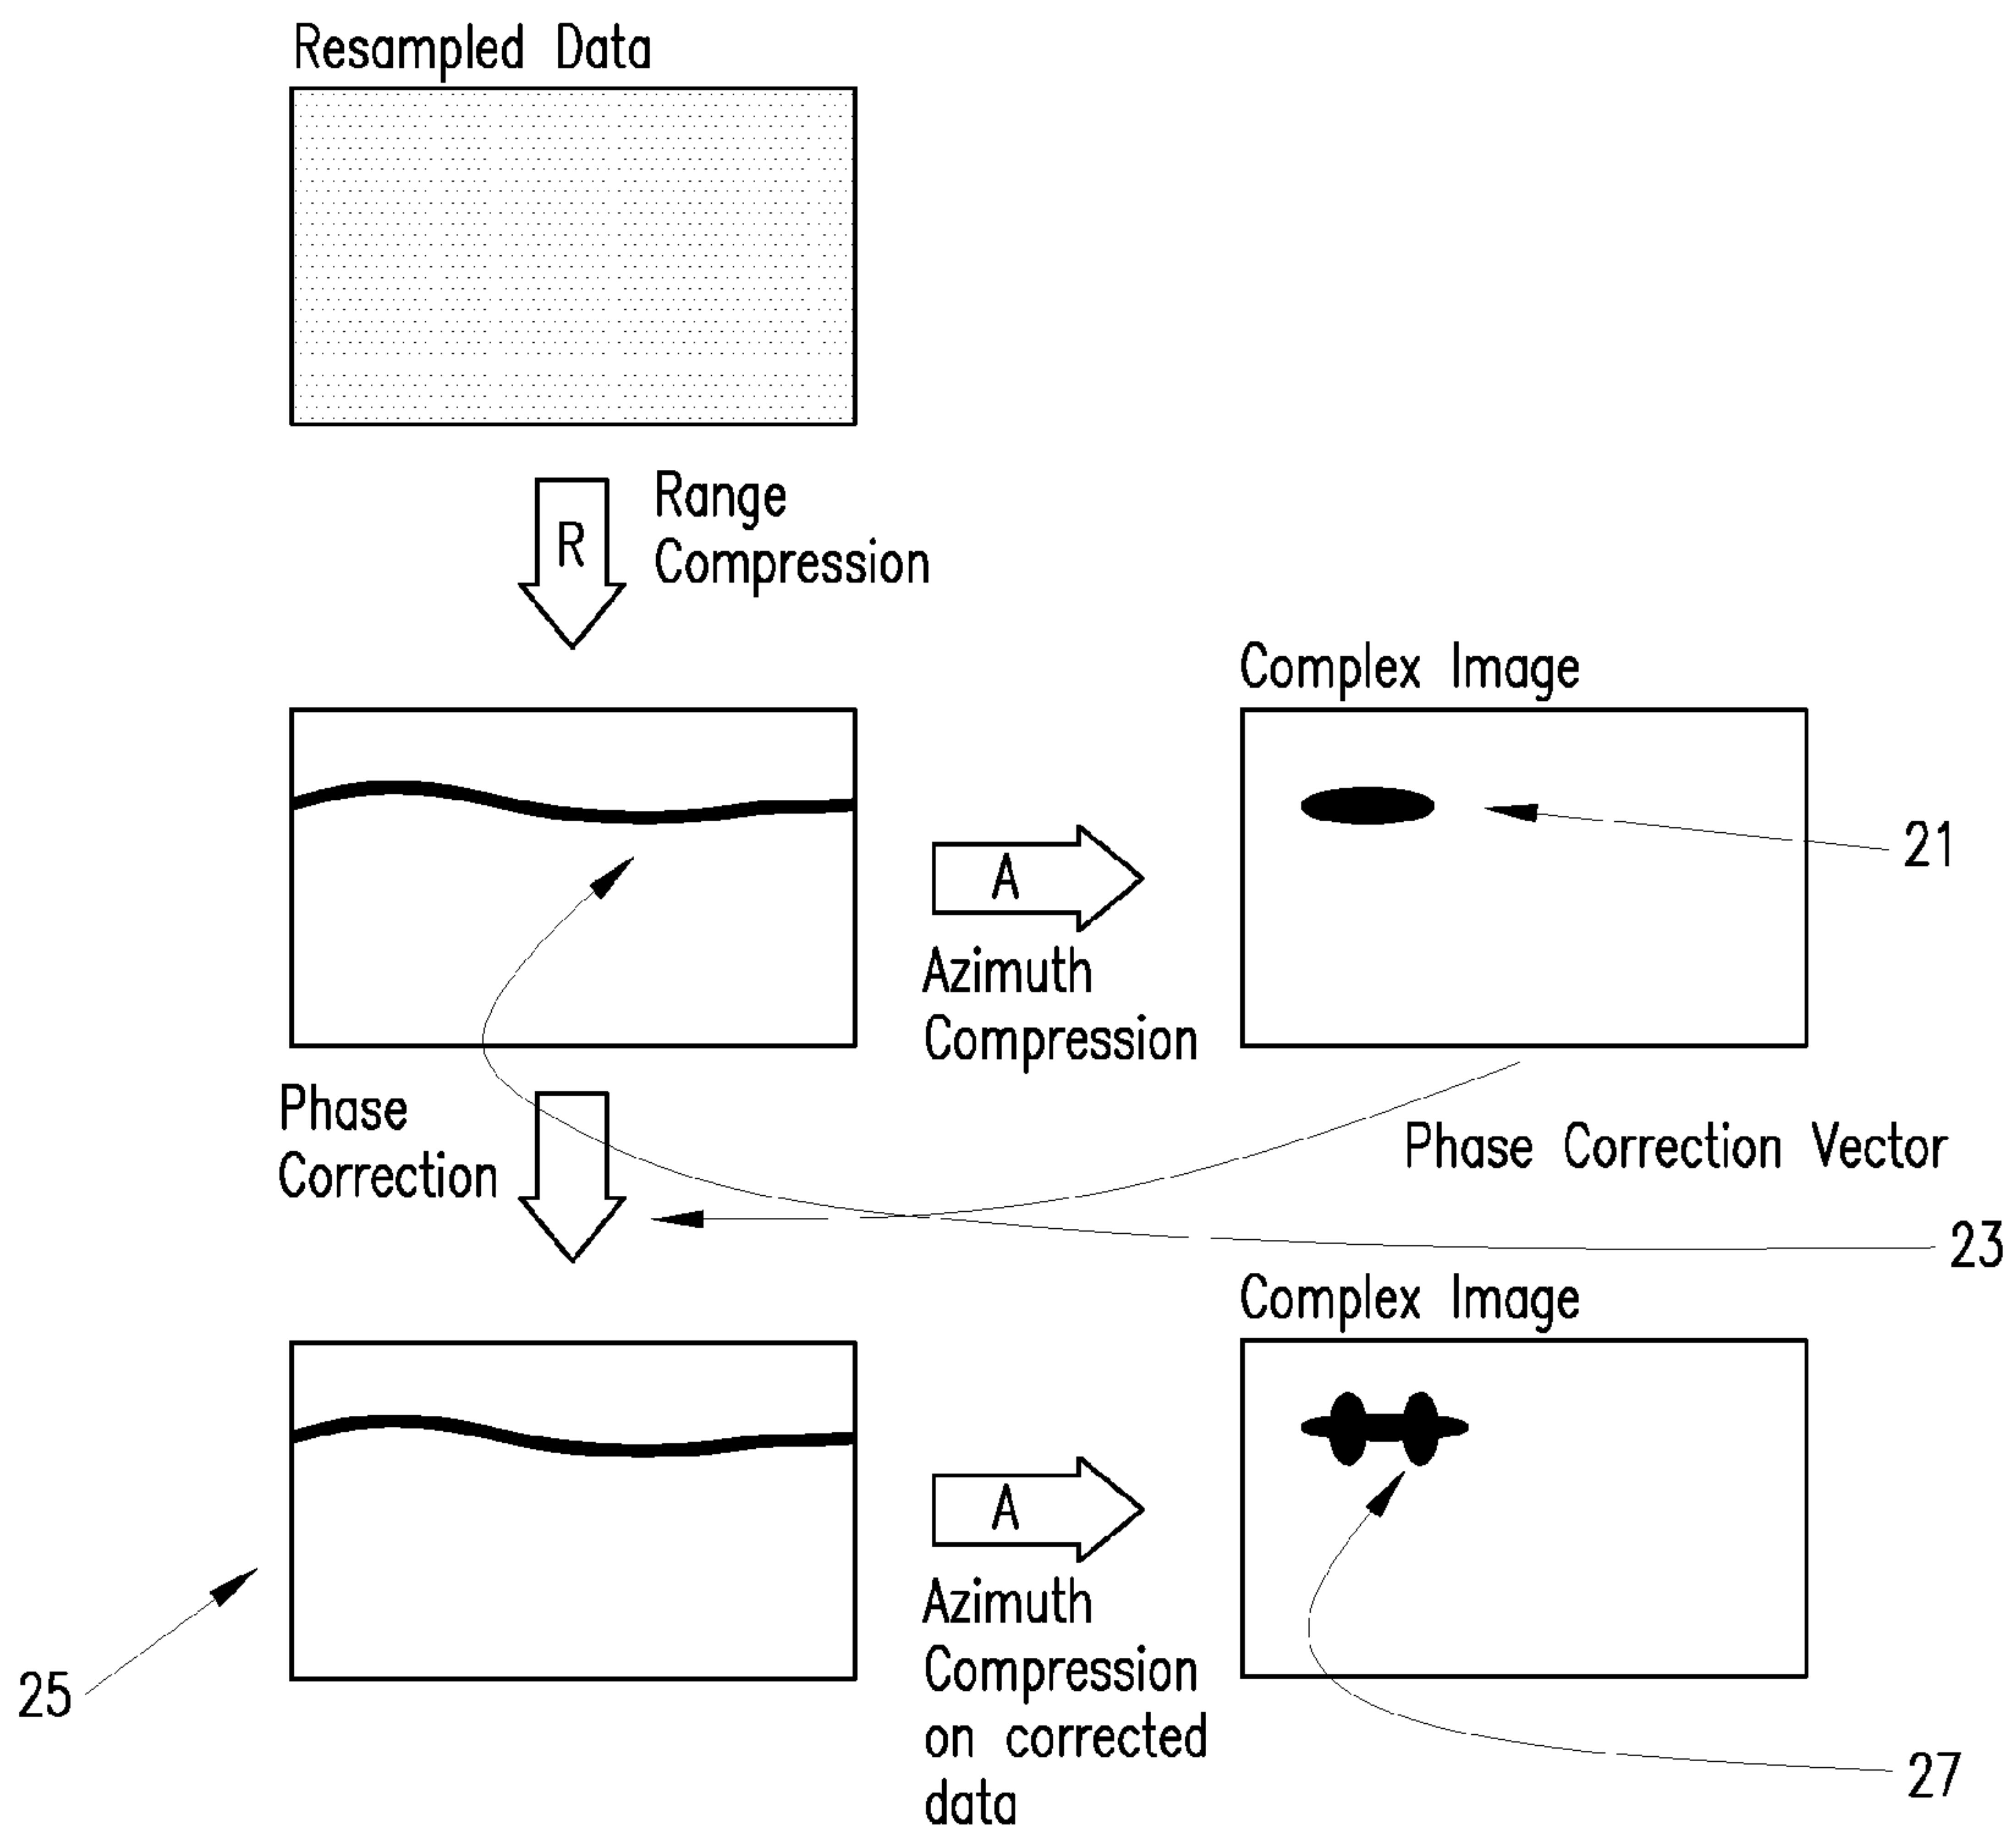 Resampled Data
R
Range
Compression
Complex Image
21
A
Azimuth
Compression
Phase
Correction
Phase Correction Vector
23
Complex Image
A
Azimuth
Compression
on corrected
data
25
27